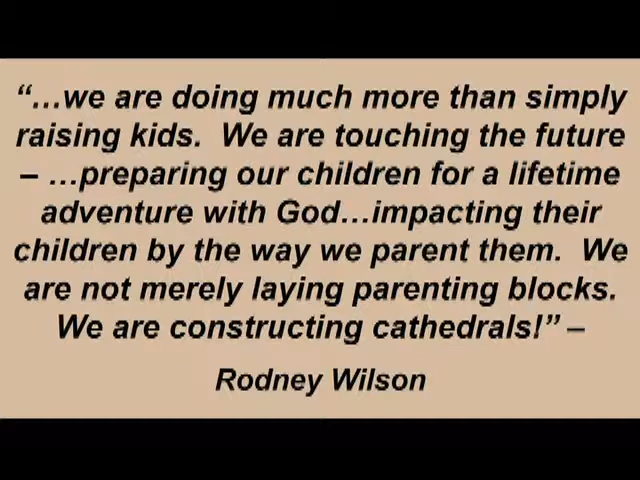 “…we are doing much more than simply
raising kids.  We are touching the future
– …preparing our children for a lifetime
adventure with God…impacting their
children by the way we parent them.  We
are not merely laying parenting blocks.
We are constructing cathedrals!” –
Rodney Wilson